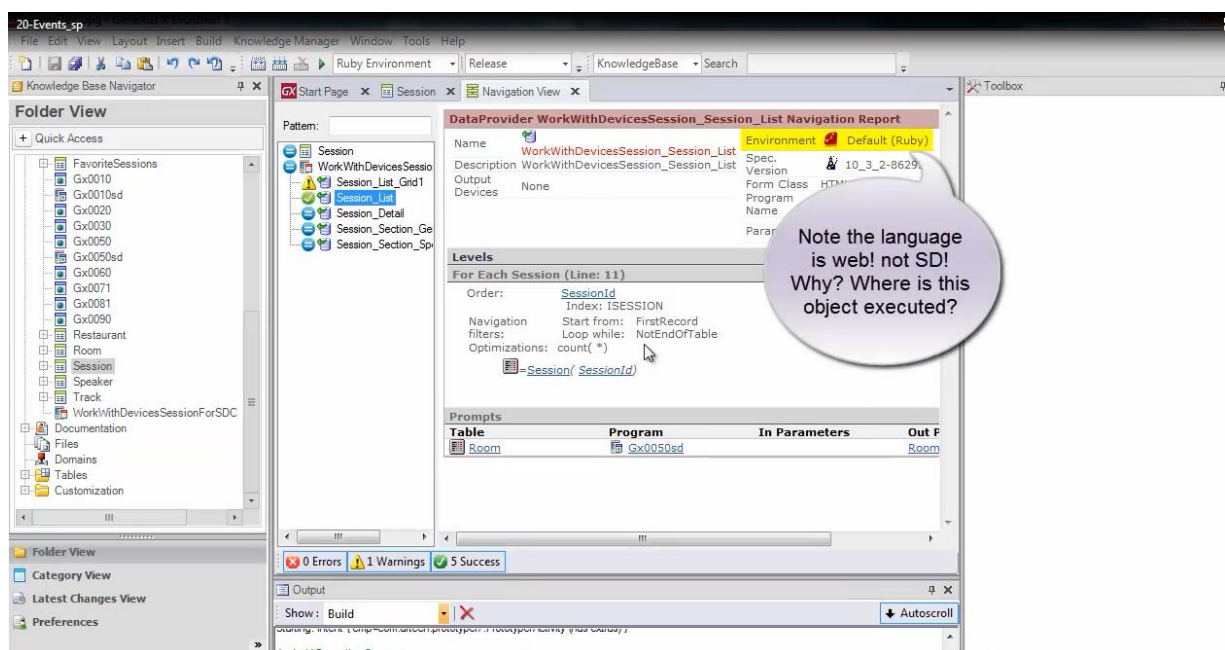 20-Events_sp
File Edit View Layout Insert Build Knowledge Manager Window Tools Help
Ruby Environment Release KnowledgeBase Search
Knowledge Base Navigator
GX Start Page Session Navigation View
Toolbox
Folder View
Quick Access
FavoriteSessions
Gx0010
Gx0010sd
Gx0020
Gx0030
Gx0050
Gx0050sd
Gx0060
Gx0071
Gx0081
Gx0090
Restaurant
Room
Session
Speaker
Track
WorkWithDevicesSessionForSDC
Documentation
Files
Domains
Tables
Customization
Folder View
Category View
Latest Changes View
Preferences
Pattern:
Session
WorkWithDevicesSessio
Session_List_Grid1
Session_List
Session_Detail
Session_Section_Ge
Session_Section_Sp
DataProvider WorkWithDevicesSession_Session_List Navigation Report
Name WorkWithDevicesSession_Session_List
Description WorkWithDevicesSession_Session_List
Output Devices None
Environment Default (Ruby)
Spec. Version 10_3_2-8629
Form Class
Program Name
Note the language is web! not SD! Why? Where is this object executed?
Levels
For Each Session (Line: 11)
Order: SessionId
Index: ISESSION
Navigation filters: Start from: FirstRecord
Loop while: NotEndOfTable
Optimizations: count( *)
=Session( SessionId)
Prompts
Table Program In Parameters Out P
Room Gx0050sd Room
0 Errors 1 Warnings 5 Success
Output
Show: Build Autoscroll